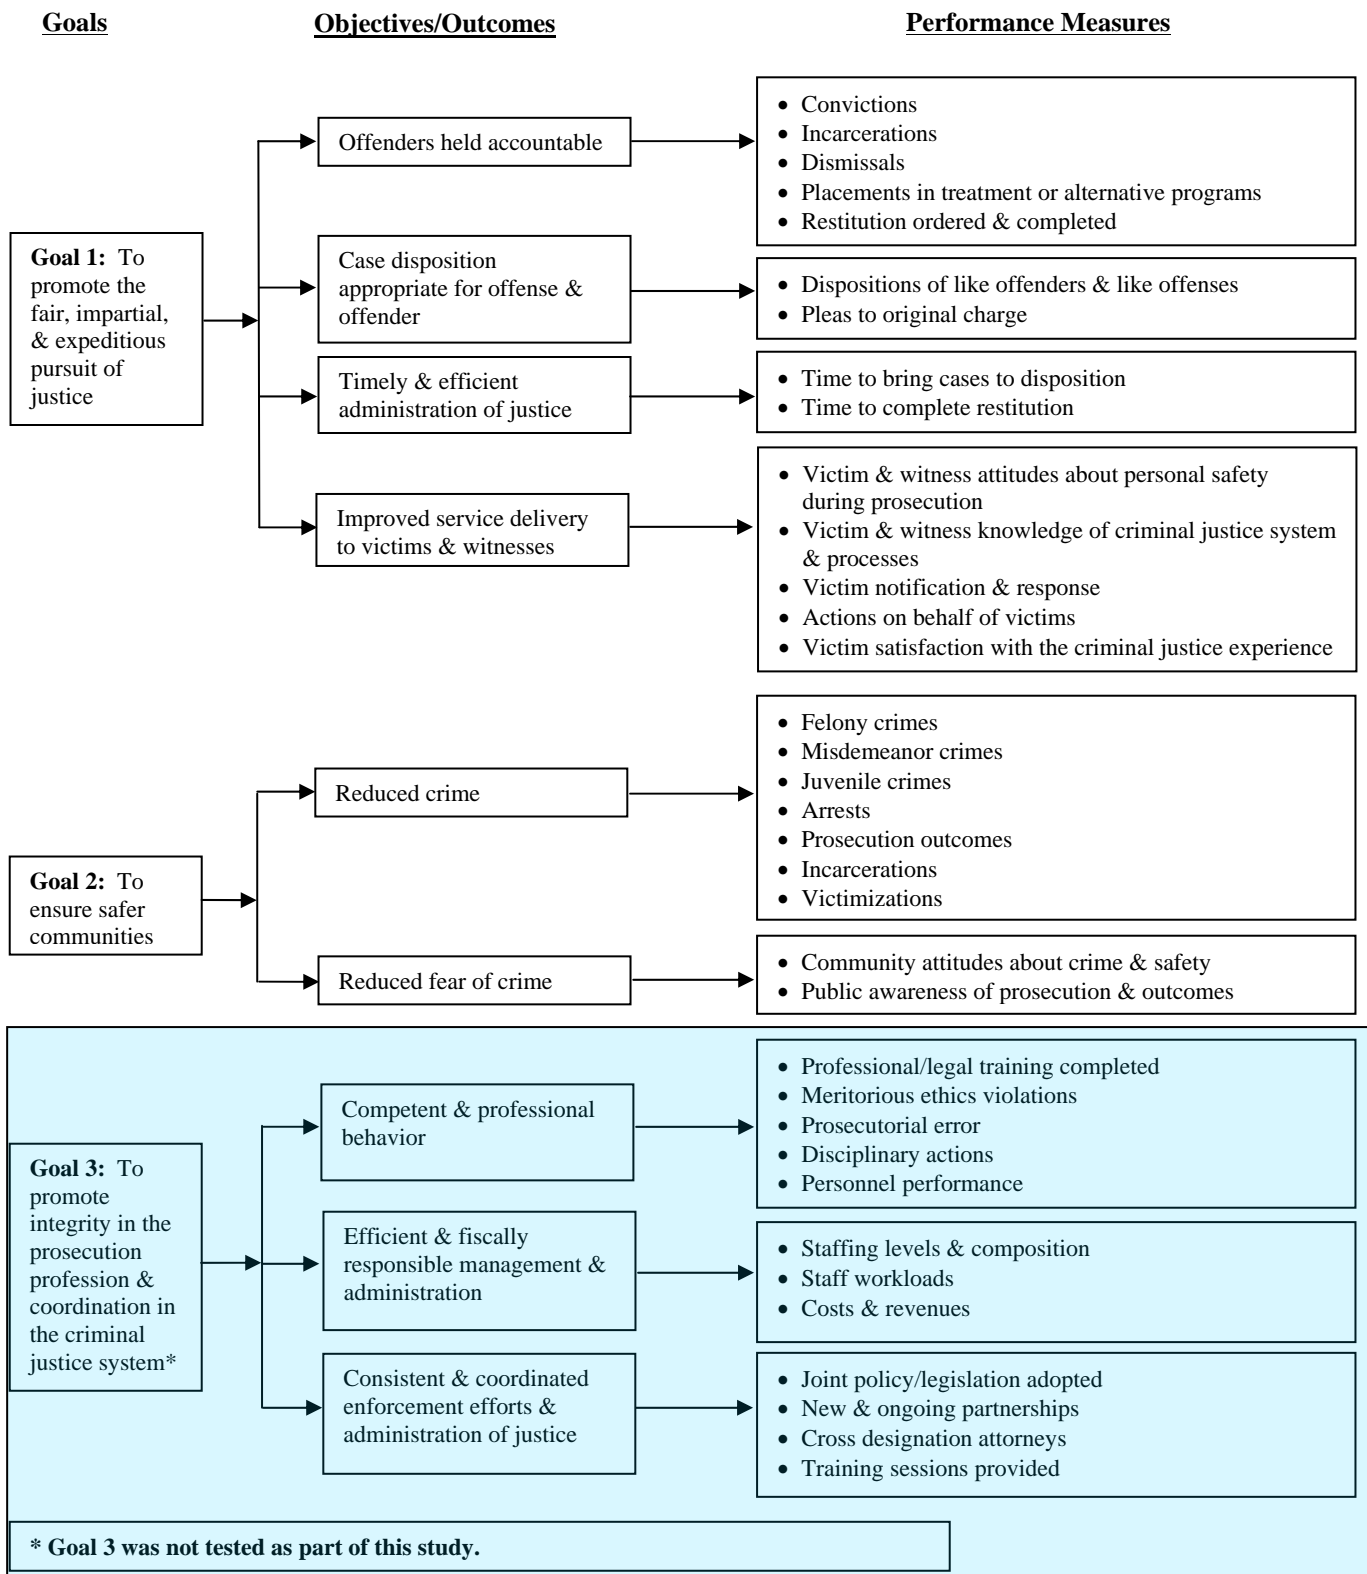 Goals
Objectives/Outcomes
Performance Measures
Goal 1: To
promote the
fair, impartial,
& expeditious
pursuit of
justice
Offenders held accountable
• Convictions
• Incarcerations
• Dismissals
• Placements in treatment or alternative programs
• Restitution ordered & completed
Case disposition
appropriate for offense &
offender
• Dispositions of like offenders & like offenses
• Pleas to original charge
Timely & efficient
administration of justice
• Time to bring cases to disposition
• Time to complete restitution
Improved service delivery
to victims & witnesses
• Victim & witness attitudes about personal safety
during prosecution
• Victim & witness knowledge of criminal justice system
& processes
• Victim notification & response
• Actions on behalf of victims
• Victim satisfaction with the criminal justice experience
Goal 2: To
ensure safer
communities
Reduced crime
• Felony crimes
• Misdemeanor crimes
• Juvenile crimes
• Arrests
• Prosecution outcomes
• Incarcerations
• Victimizations
Reduced fear of crime
• Community attitudes about crime & safety
• Public awareness of prosecution & outcomes
Goal 3: To
promote
integrity in the
prosecution
profession &
coordination in
the criminal
justice system*
Competent & professional
behavior
• Professional/legal training completed
• Meritorious ethics violations
• Prosecutorial error
• Disciplinary actions
• Personnel performance
Efficient & fiscally
responsible management &
administration
• Staffing levels & composition
• Staff workloads
• Costs & revenues
Consistent & coordinated
enforcement efforts &
administration of justice
• Joint policy/legislation adopted
• New & ongoing partnerships
• Cross designation attorneys
• Training sessions provided
* Goal 3 was not tested as part of this study.